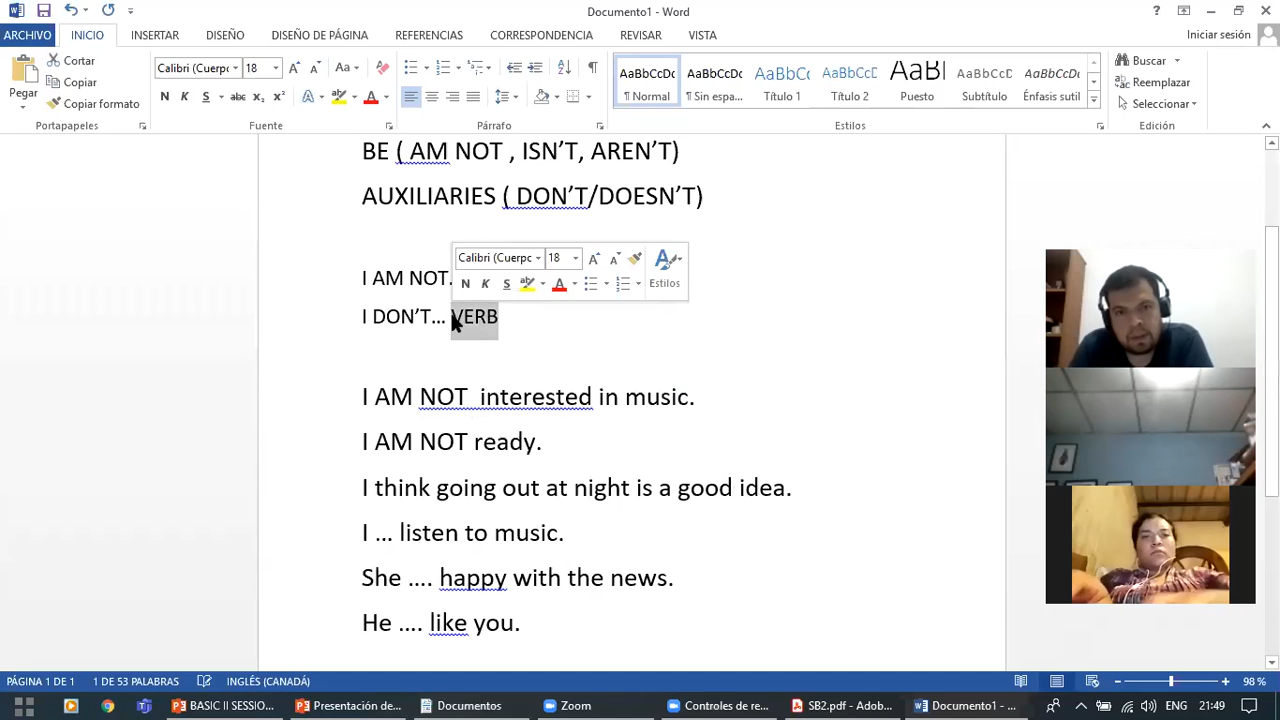 Documento1 - Word
ARCHIVO INICIO INSERTAR DISEÑO DISEÑO DE PÁGINA REFERENCIAS CORRESPONDENCIA REVISAR VISTA Iniciar sesión
Pegar
Cortar
Copiar
Copiar formato
Portapapeles
Calibri (Cuerpo 18
Aa
N K S abc x₂ x²
A A
Fuente
Párrafo
AaBbCcDc AaBbCcDc AaBbCc AaBbCcD AaBl AaBbCcD AaBbCcDc
¶ Normal ¶ Sin espa... Título 1 Título 2 Puesto Subtítulo Énfasis sutil
Estilos
Buscar
Reemplazar
Seleccionar
Edición
BE ( AM NOT , ISN’T, AREN’T)
AUXILIARIES ( DON’T/DOESN’T)
Calibri (Cuerpo 18
N K S A Estilos
I AM NOT.
I DON’T… VERB
I AM NOT interested in music.
I AM NOT ready.
I think going out at night is a good idea.
I … listen to music.
She …. happy with the news.
He …. like you.
PÁGINA 1 DE 1 1 DE 53 PALABRAS INGLÉS (CANADÁ) 98 %
BASIC II SESSIO... Presentación de... Documentos Zoom Controles de re... SB2.pdf - Adob... Documento1 - ... ENG 21:49